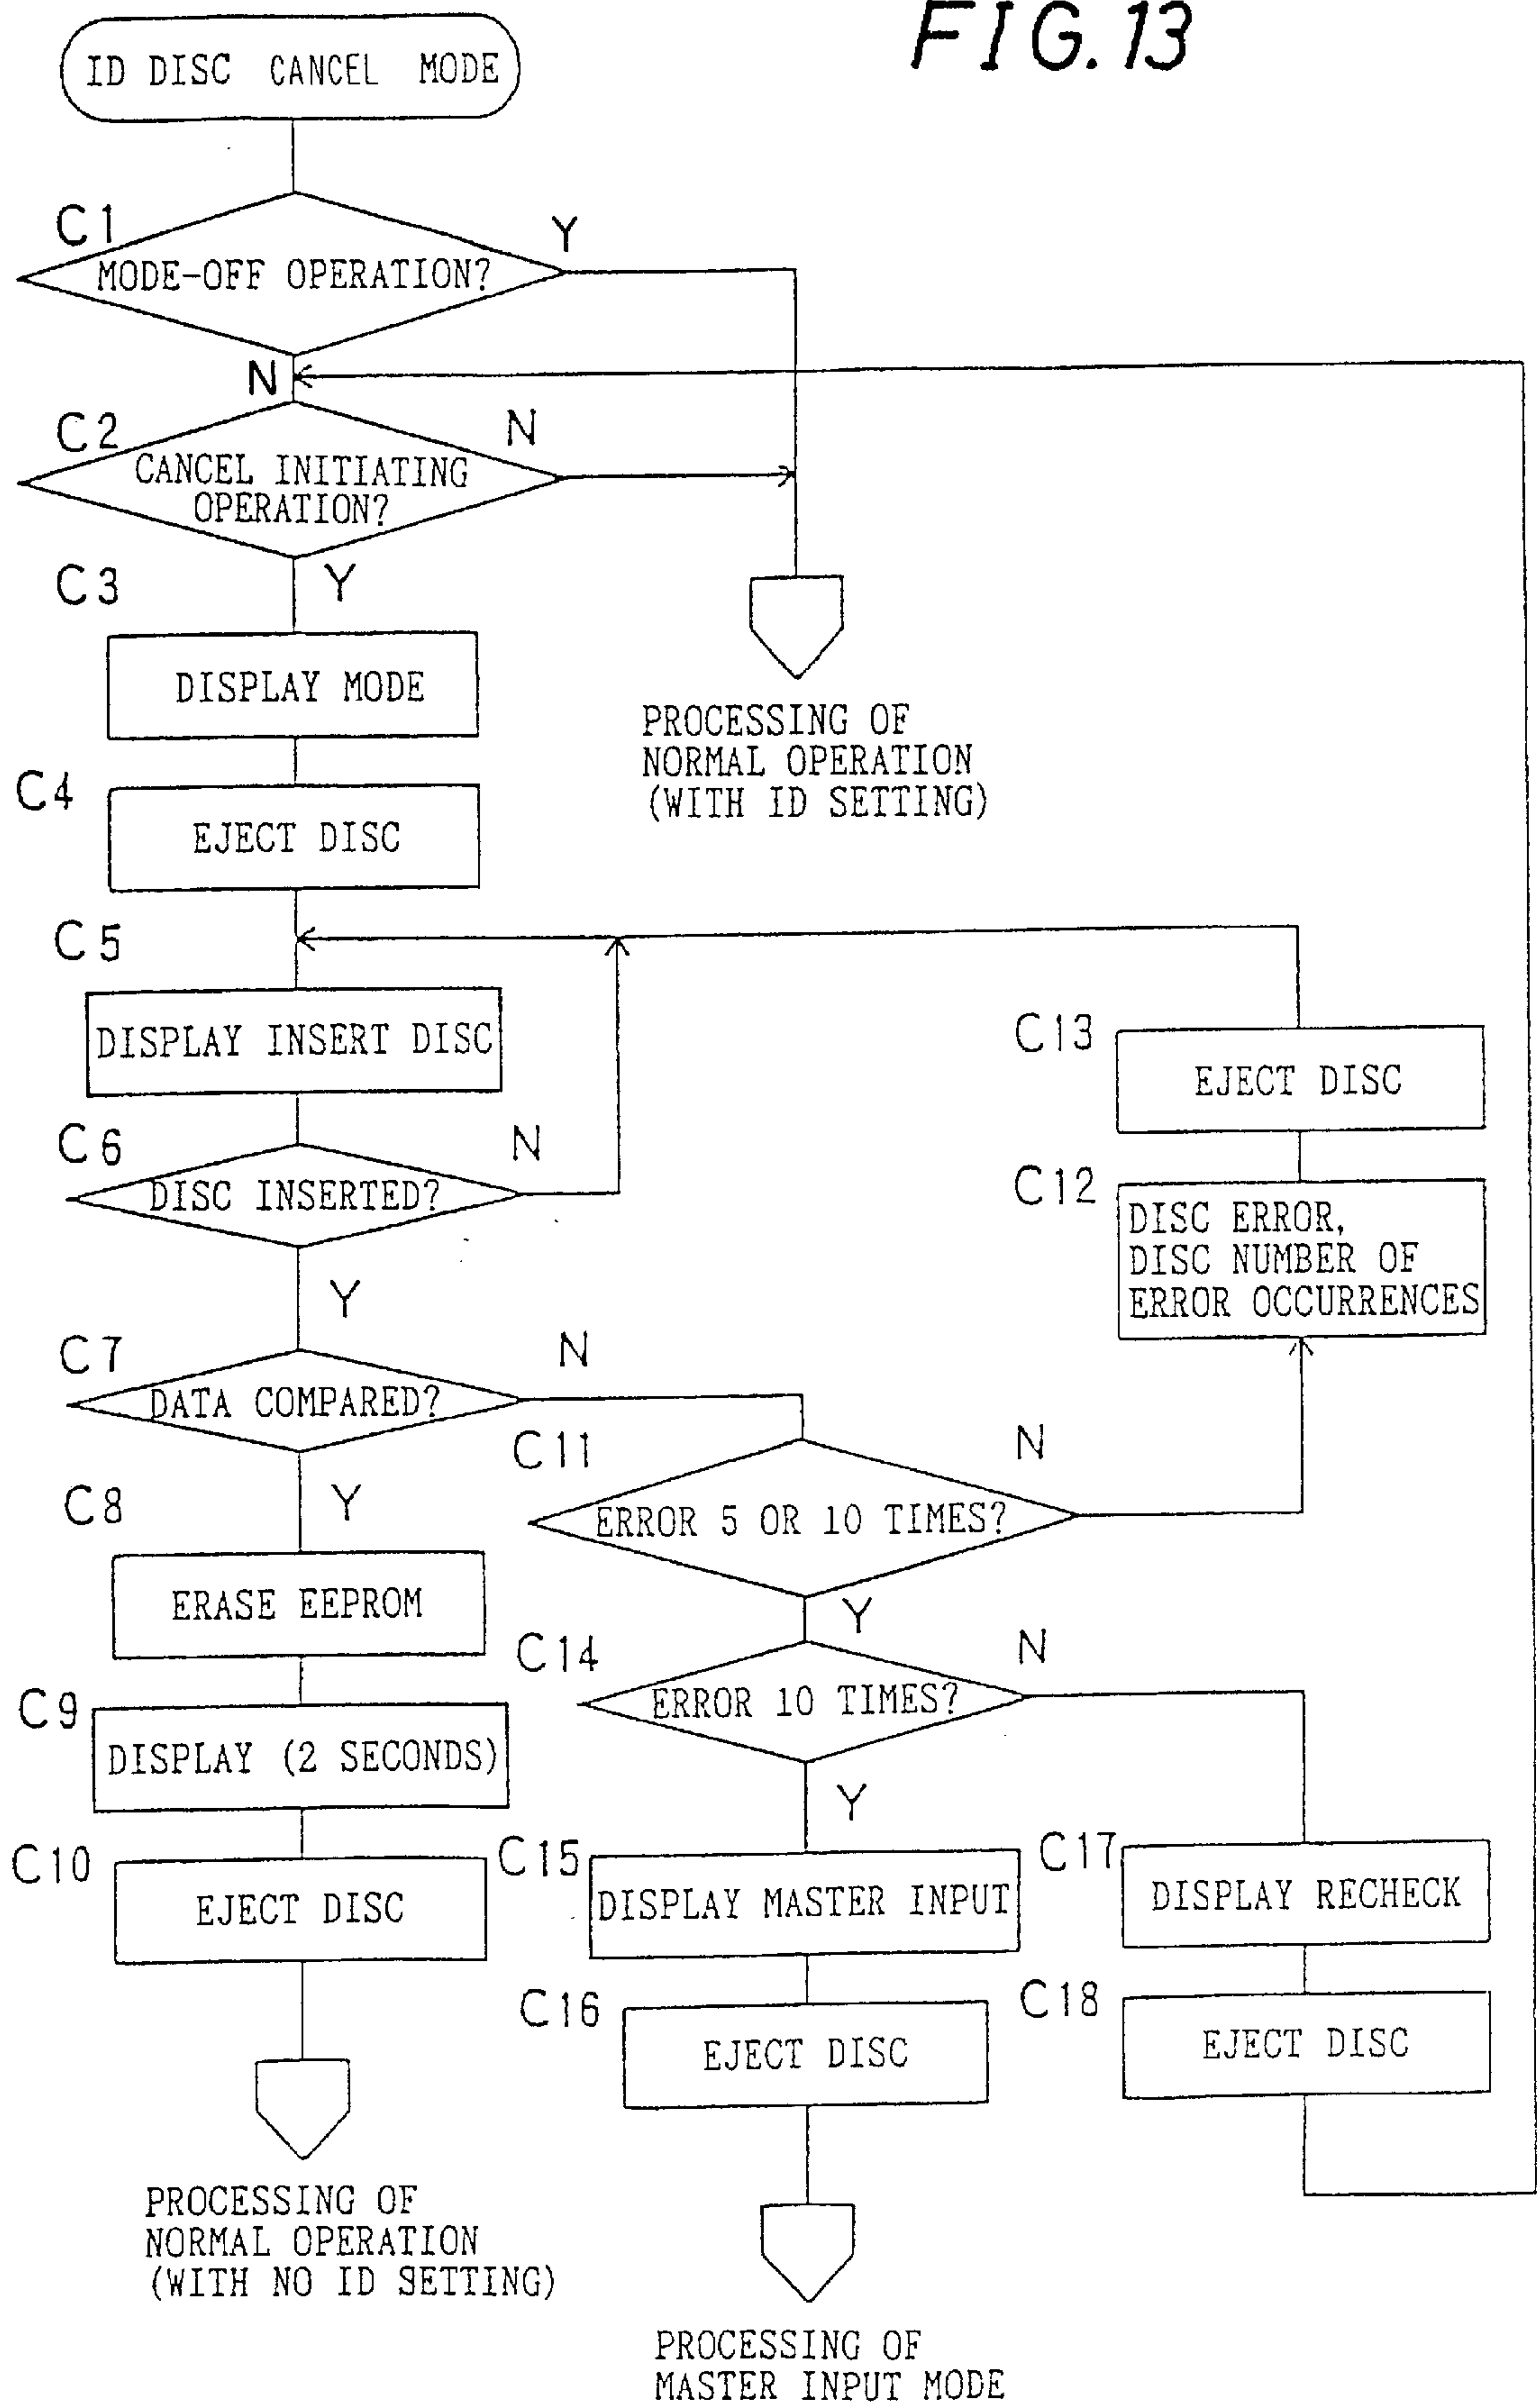 FIG.13
ID DISC CANCEL MODE
C1
Y
MODE-OFF OPERATION?
N
C2
N
CANCEL INITIATING
OPERATION?
C3
Y
DISPLAY MODE
PROCESSING OF
NORMAL OPERATION
(WITH ID SETTING)
C4
EJECT DISC
C5
DISPLAY INSERT DISC
C13
EJECT DISC
C6
N
DISC INSERTED?
C12
DISC ERROR,
DISC NUMBER OF
ERROR OCCURRENCES
Y
C7
N
DATA COMPARED?
C11
N
ERROR 5 OR 10 TIMES?
C8
Y
ERASE EEPROM
Y
C14
N
ERROR 10 TIMES?
C9
DISPLAY (2 SECONDS)
Y
C10
EJECT DISC
C15
DISPLAY MASTER INPUT
C17
DISPLAY RECHECK
C16
EJECT DISC
C18
EJECT DISC
PROCESSING OF
NORMAL OPERATION
(WITH NO ID SETTING)
PROCESSING OF
MASTER INPUT MODE